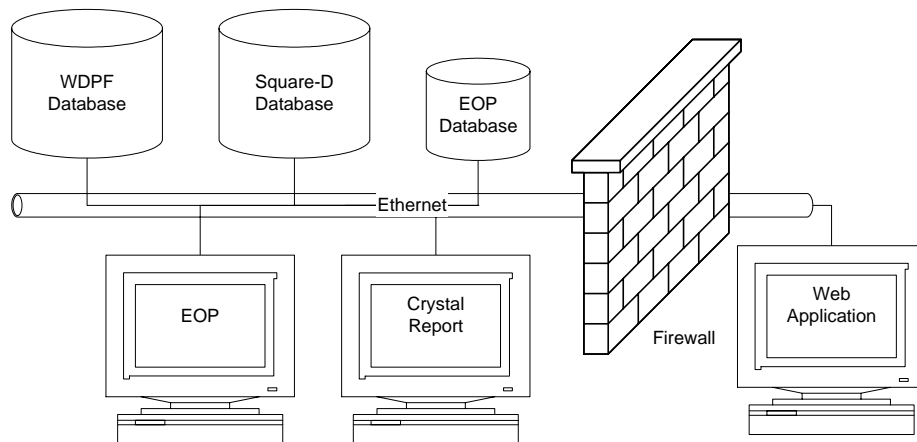 WDPF
Database
Square-D
Database
EOP
Database
Ethernet
EOP
Crystal
Report
Firewall
Web
Application